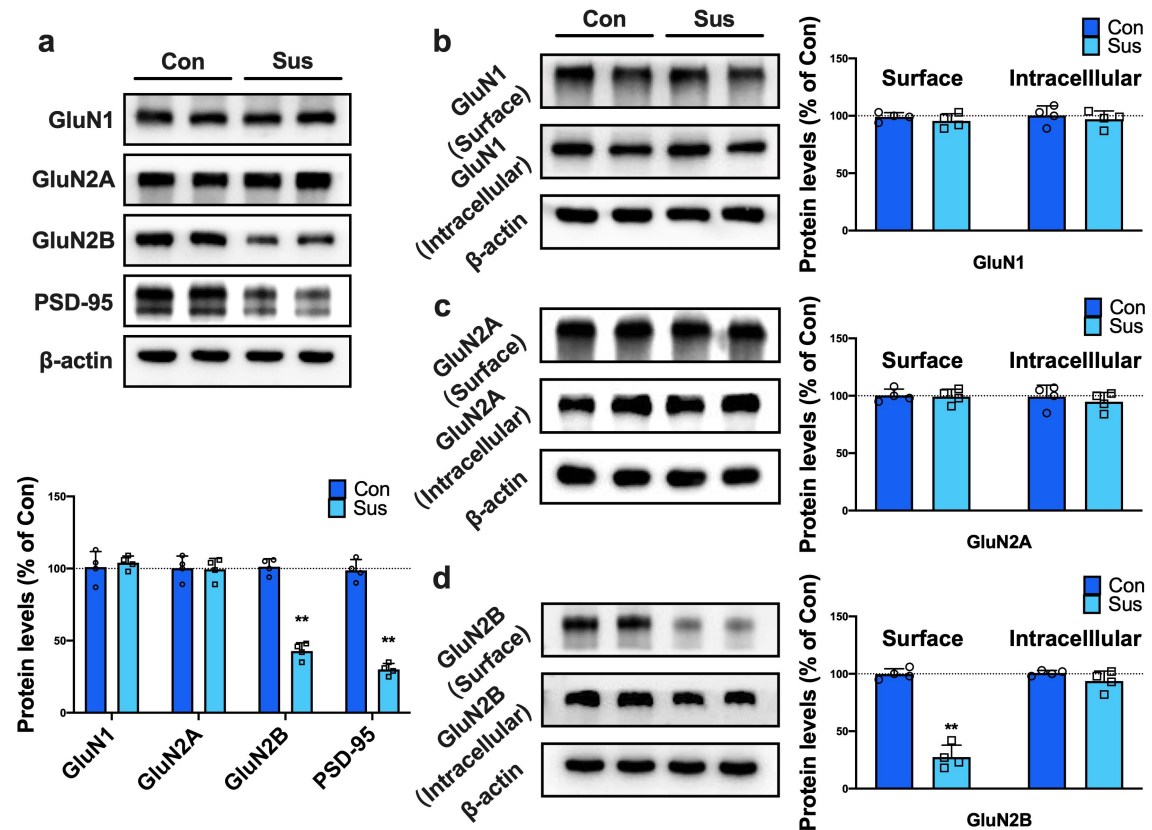 a
Con Sus
GluN1
GluN2A
GluN2B
PSD-95
β-actin
Con
Sus
Protein levels (% of Con)
150
100
50
0
**
**
GluN1
GluN2A
GluN2B
PSD-95
b
Con Sus
GluN1
(Surface)
GluN1
(Intracellular)
β-actin
Con
Sus
Protein levels (% of Con)
150
100
50
0
Surface Intracelllular
GluN1
c
GluN2A
(Surface)
GluN2A
(Intracellular)
β-actin
Con
Sus
Protein levels (% of Con)
150
100
50
0
Surface Intracelllular
GluN2A
d
GluN2B
(Surface)
GluN2B
(Intracellular)
β-actin
Con
Sus
Protein levels (% of Con)
150
100
50
0
Surface Intracelllular
**
GluN2B